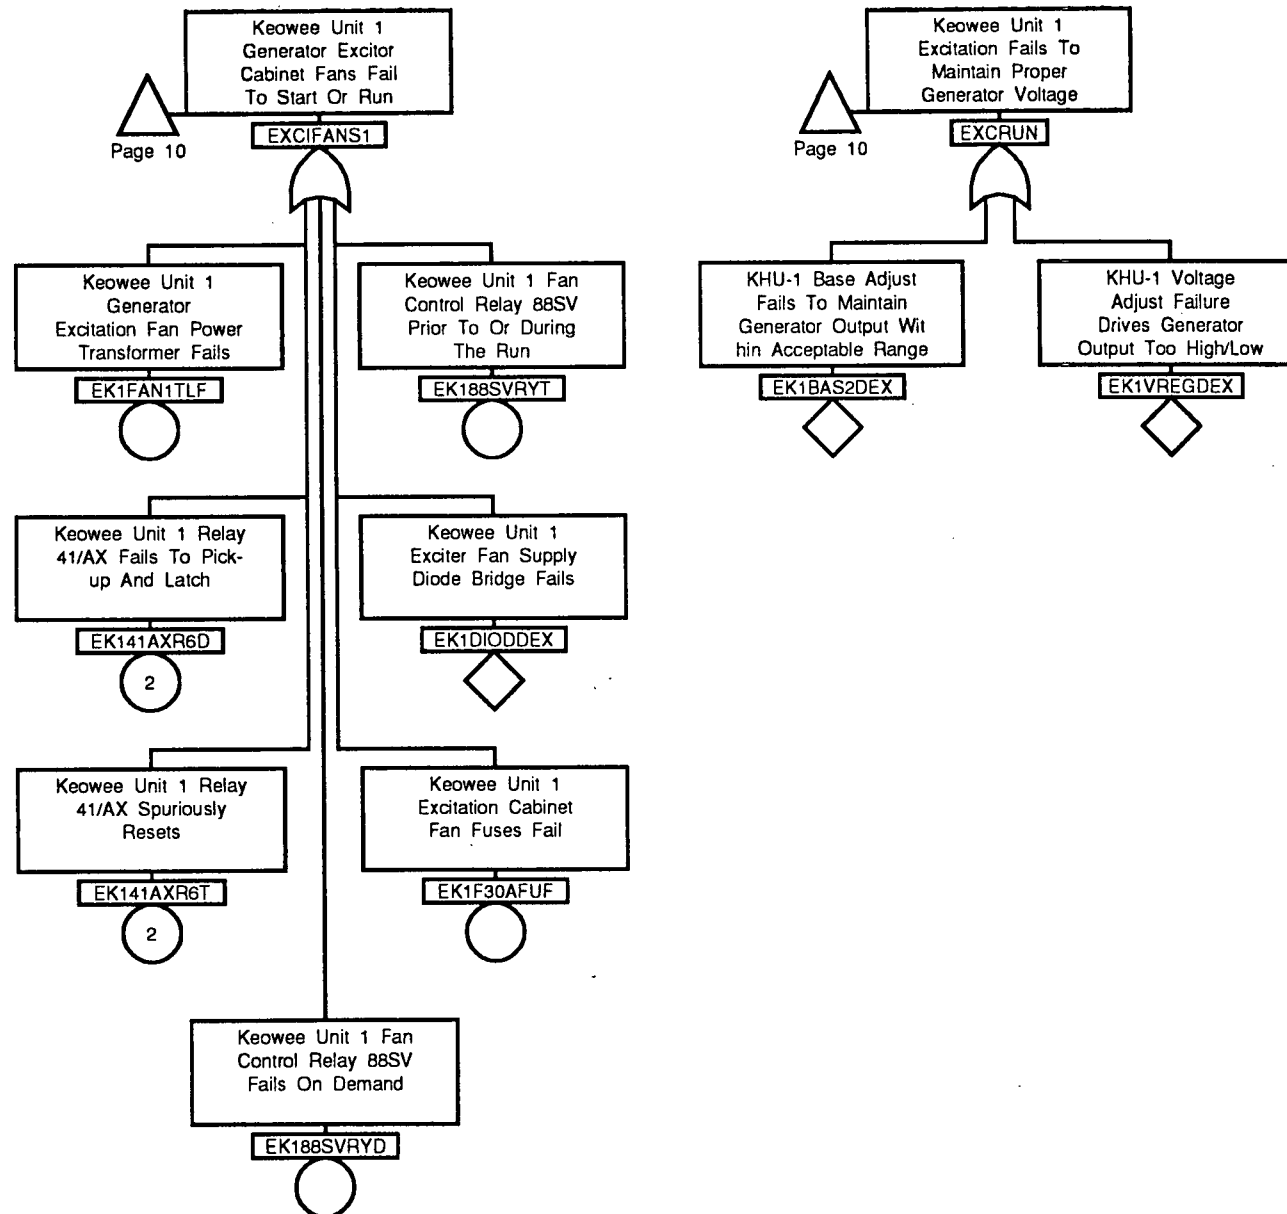 Keowee Unit 1
Generator Excitor
Cabinet Fans Fail
To Start Or Run
Page 10
EXCIFANS1
Keowee Unit 1
Generator
Excitation Fan Power
Transformer Fails
EK1FAN1TLF
Keowee Unit 1 Fan
Control Relay 88SV
Prior To Or During
The Run
EK188SVRYT
Keowee Unit 1 Relay
41/AX Fails To Pick-
up And Latch
EK141AXR6D
2
Keowee Unit 1
Exciter Fan Supply
Diode Bridge Fails
EK1DIODDEX
Keowee Unit 1 Relay
41/AX Spuriously
Resets
EK141AXR6T
2
Keowee Unit 1
Excitation Cabinet
Fan Fuses Fail
EK1F30AFUF
Keowee Unit 1 Fan
Control Relay 88SV
Fails On Demand
EK188SVRYD
Keowee Unit 1
Excitation Fails To
Maintain Proper
Generator Voltage
Page 10
EXCRUN
KHU-1 Base Adjust
Fails To Maintain
Generator Output Wit
hin Acceptable Range
EK1BAS2DEX
KHU-1 Voltage
Adjust Failure
Drives Generator
Output Too High/Low
EK1VREGDEX